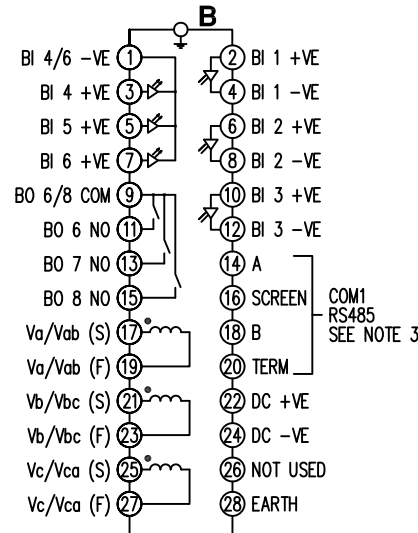 B
BI 4/6 -VE 1 2 BI 1 +VE
BI 4 +VE 3 4 BI 1 -VE
BI 5 +VE 5 6 BI 2 +VE
BI 6 +VE 7 8 BI 2 -VE
BO 6/8 COM 9 10 BI 3 +VE
BO 6 NO 11 12 BI 3 -VE
BO 7 NO 13 14 A
BO 8 NO 15 16 SCREEN COM1
RS485
Va/Vab (S) 17 18 B SEE NOTE 3
Va/Vab (F) 19 20 TERM
Vb/Vbc (S) 21 22 DC +VE
Vb/Vbc (F) 23 24 DC -VE
Vc/Vca (S) 25 26 NOT USED
Vc/Vca (F) 27 28 EARTH